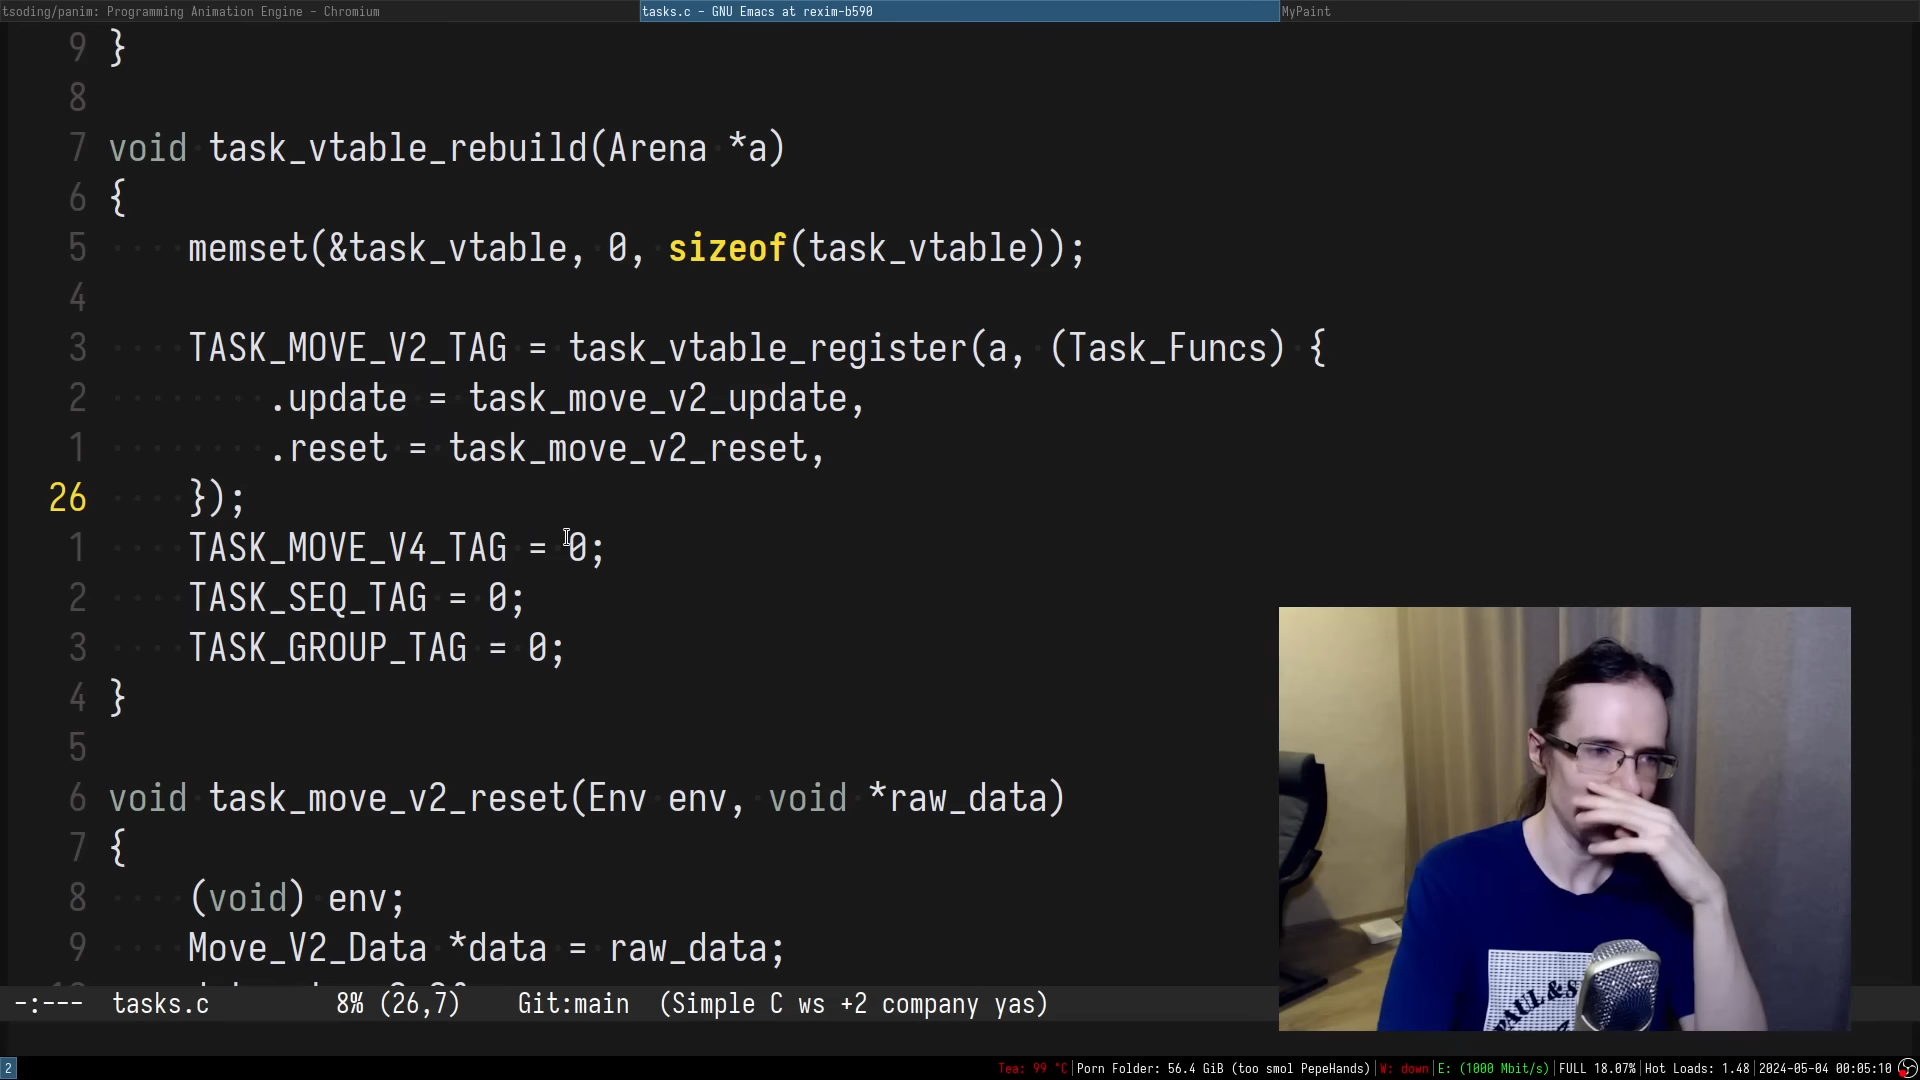 tsoding/panim: Programming Animation Engine - Chromium
tasks.c - GNU Emacs at rexim-b590
MyPaint
9 }
8
7 void task_vtable_rebuild(Arena *a)
6 {
5 memset(&task_vtable, 0, sizeof(task_vtable));
4
3 TASK_MOVE_V2_TAG = task_vtable_register(a, (Task_Funcs) {
2 .update = task_move_v2_update,
1 .reset = task_move_v2_reset,
26 });
1 TASK_MOVE_V4_TAG = 0;
2 TASK_SEQ_TAG = 0;
3 TASK_GROUP_TAG = 0;
4 }
5
6 void task_move_v2_reset(Env env, void *raw_data)
7 {
8 (void) env;
9 Move_V2_Data *data = raw_data;
-:--- tasks.c 8% (26,7) Git:main (Simple C ws +2 company yas)
2
Tea: 99 °C|Porn Folder: 56.4 GiB (too smol PepeHands)|W: down|E: (1000 Mbit/s)|FULL 18.07%|Hot Loads: 1.48|2024-05-04 00:05:10